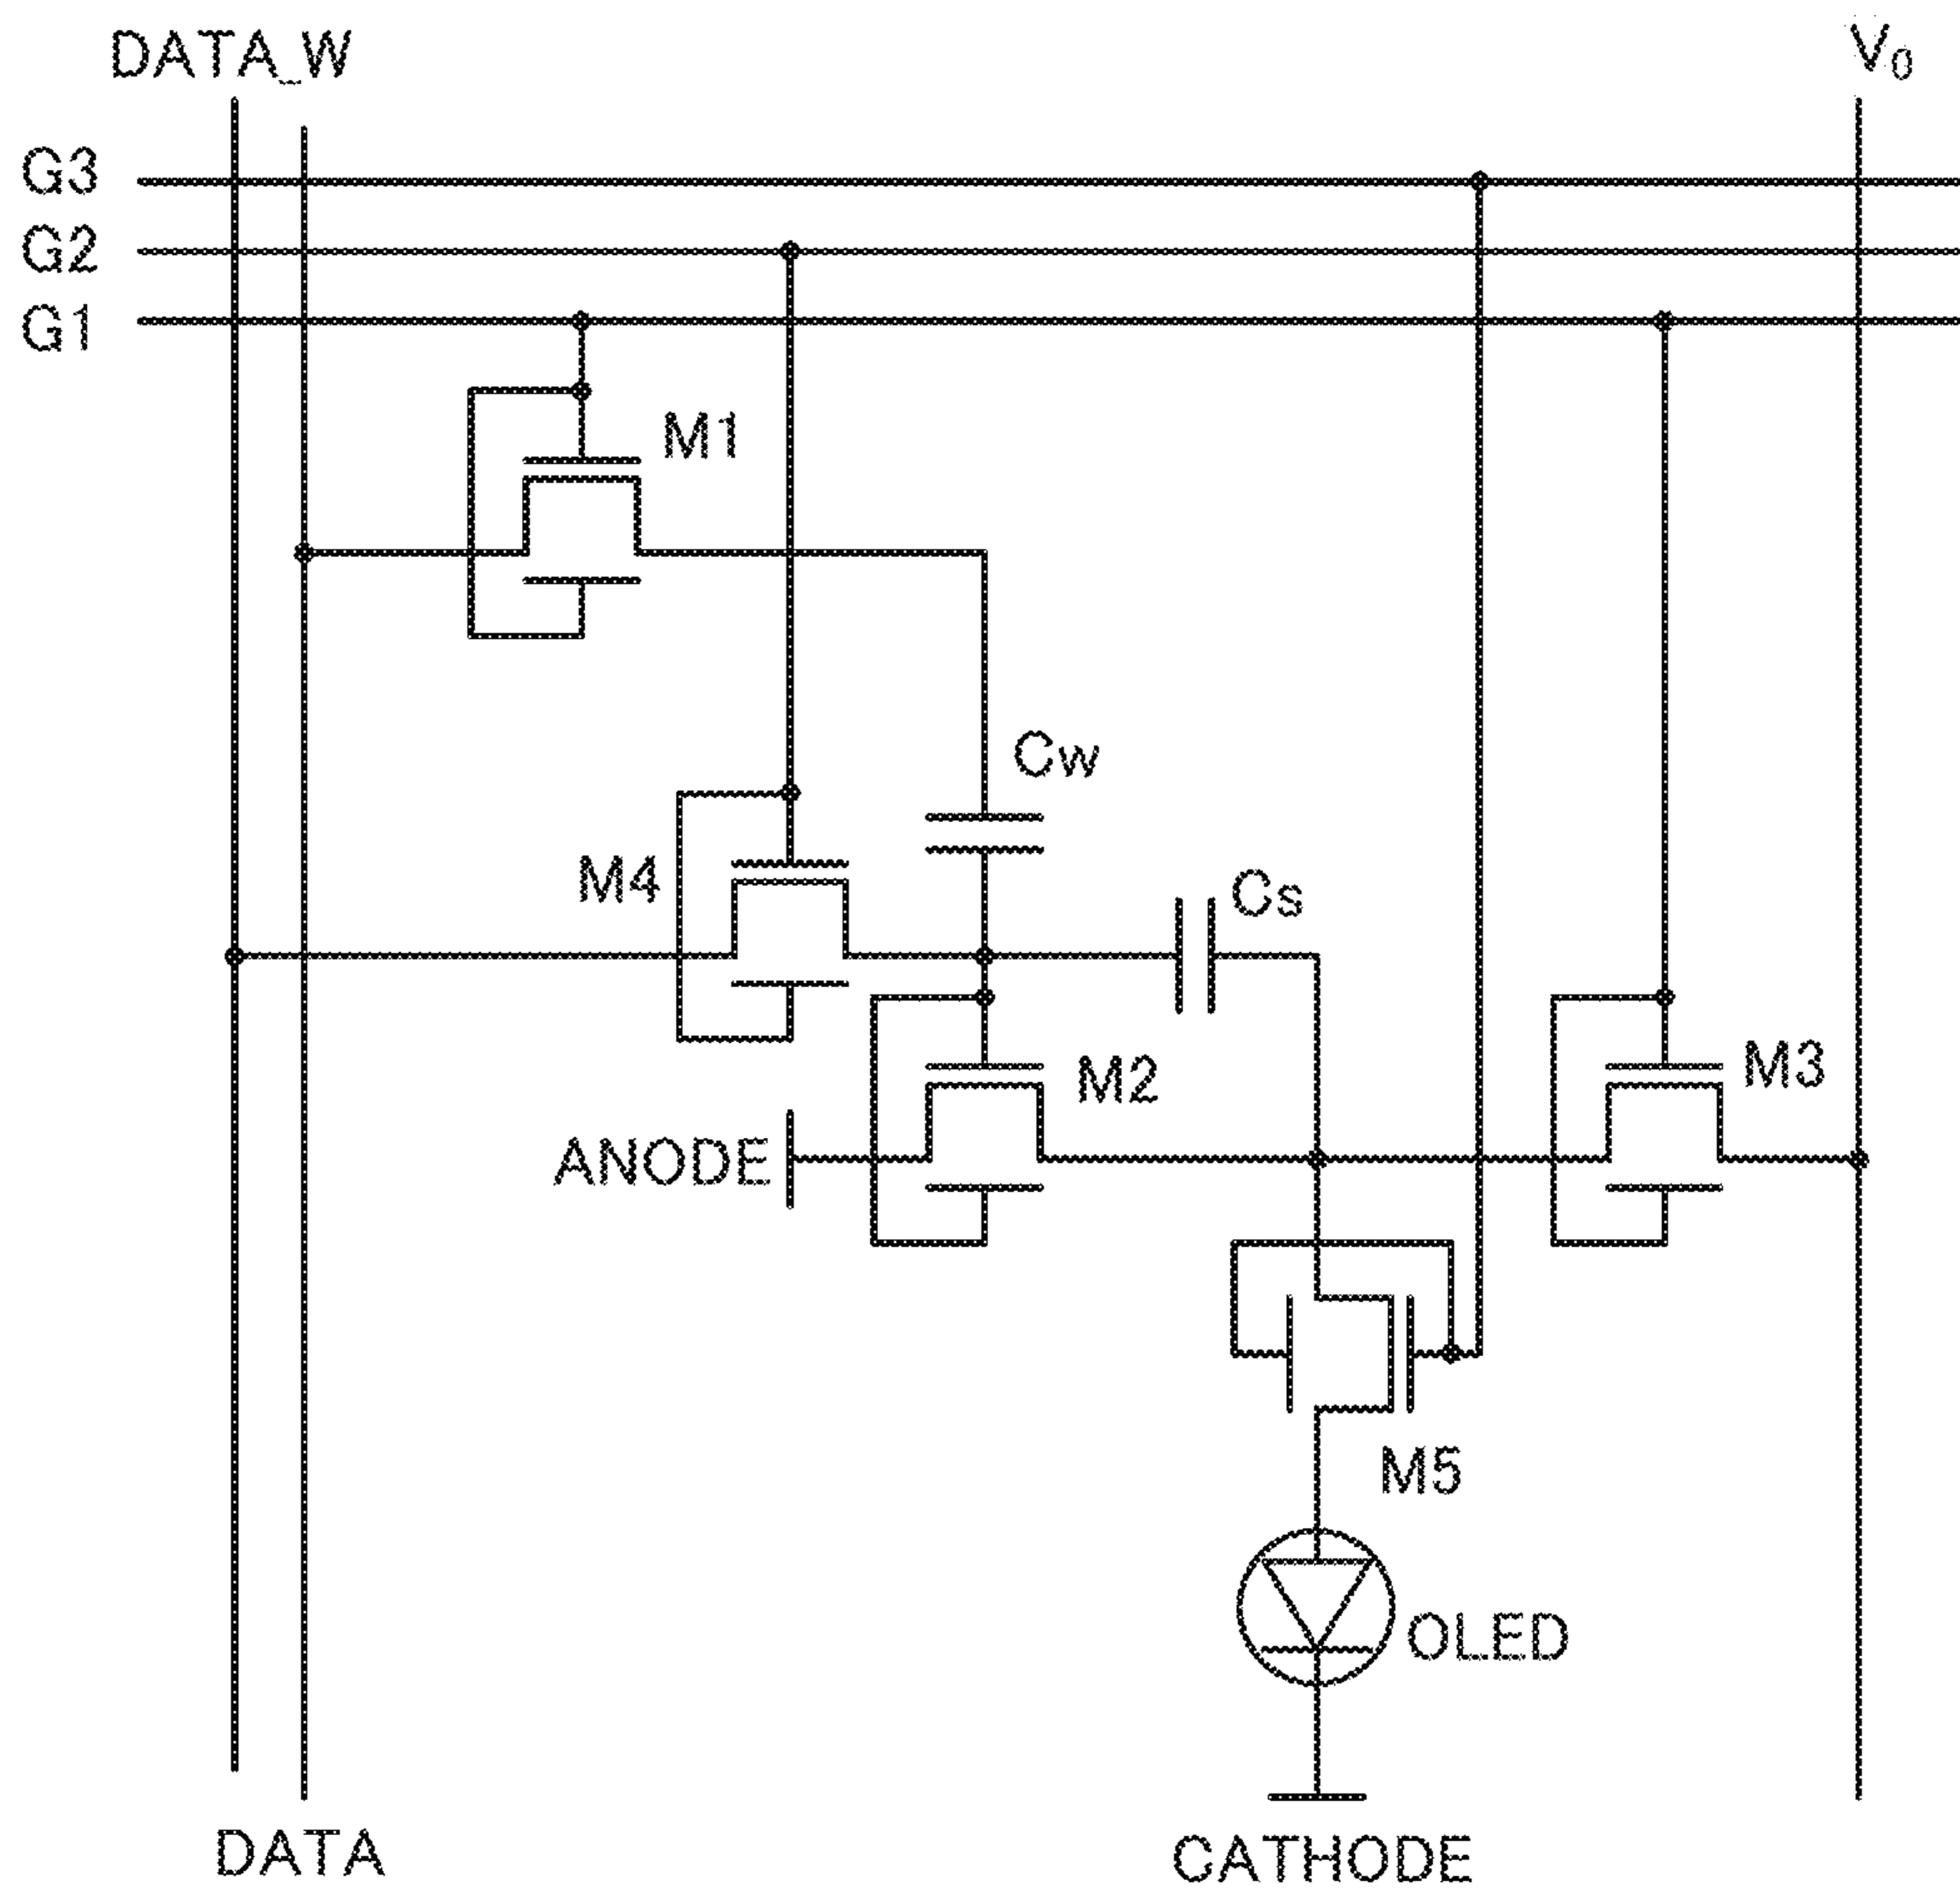 DATA_W
V₀
G3
G2
G1
M1
Cw
M4
Cs
M2
M3
ANODE
M5
OLED
DATA
CATHODE